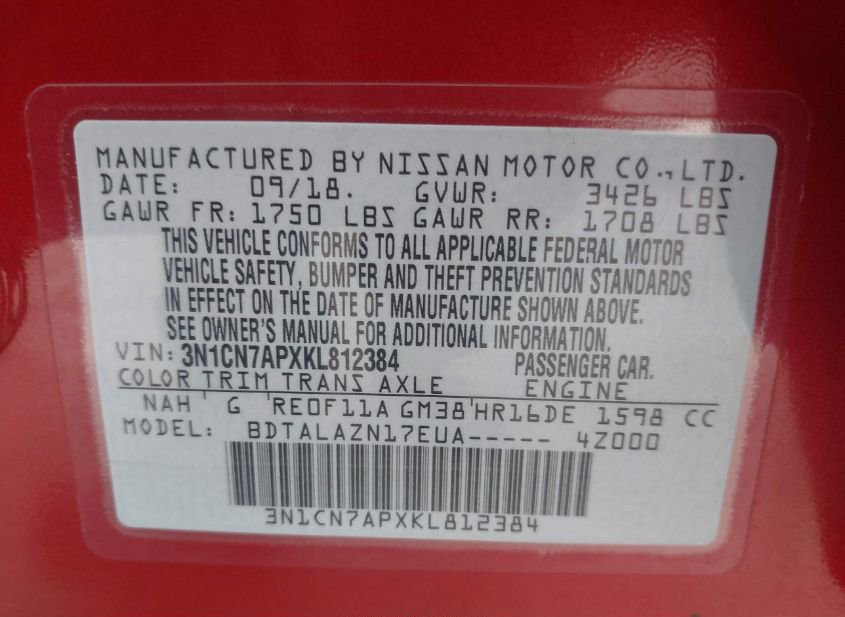 MANUFACTURED BY NISSAN MOTOR CO., LTD.
DATE: 09/18. GVWR: 3426 LBS
GAWR FR: 1750 LBS GAWR RR: 1708 LBS
THIS VEHICLE CONFORMS TO ALL APPLICABLE FEDERAL MOTOR
VEHICLE SAFETY, BUMPER AND THEFT PREVENTION STANDARDS
IN EFFECT ON THE DATE OF MANUFACTURE SHOWN ABOVE.
SEE OWNER'S MANUAL FOR ADDITIONAL INFORMATION.
VIN: 3N1CN7APXKL812384 PASSENGER CAR.
COLOR TRIM TRANS AXLE ENGINE
NAH ' G 'RE0F11A GM38'HR16DE 1598 CC
MODEL: BDTALAZN17EUA----- 4Z000
3N1CN7APXKL812384